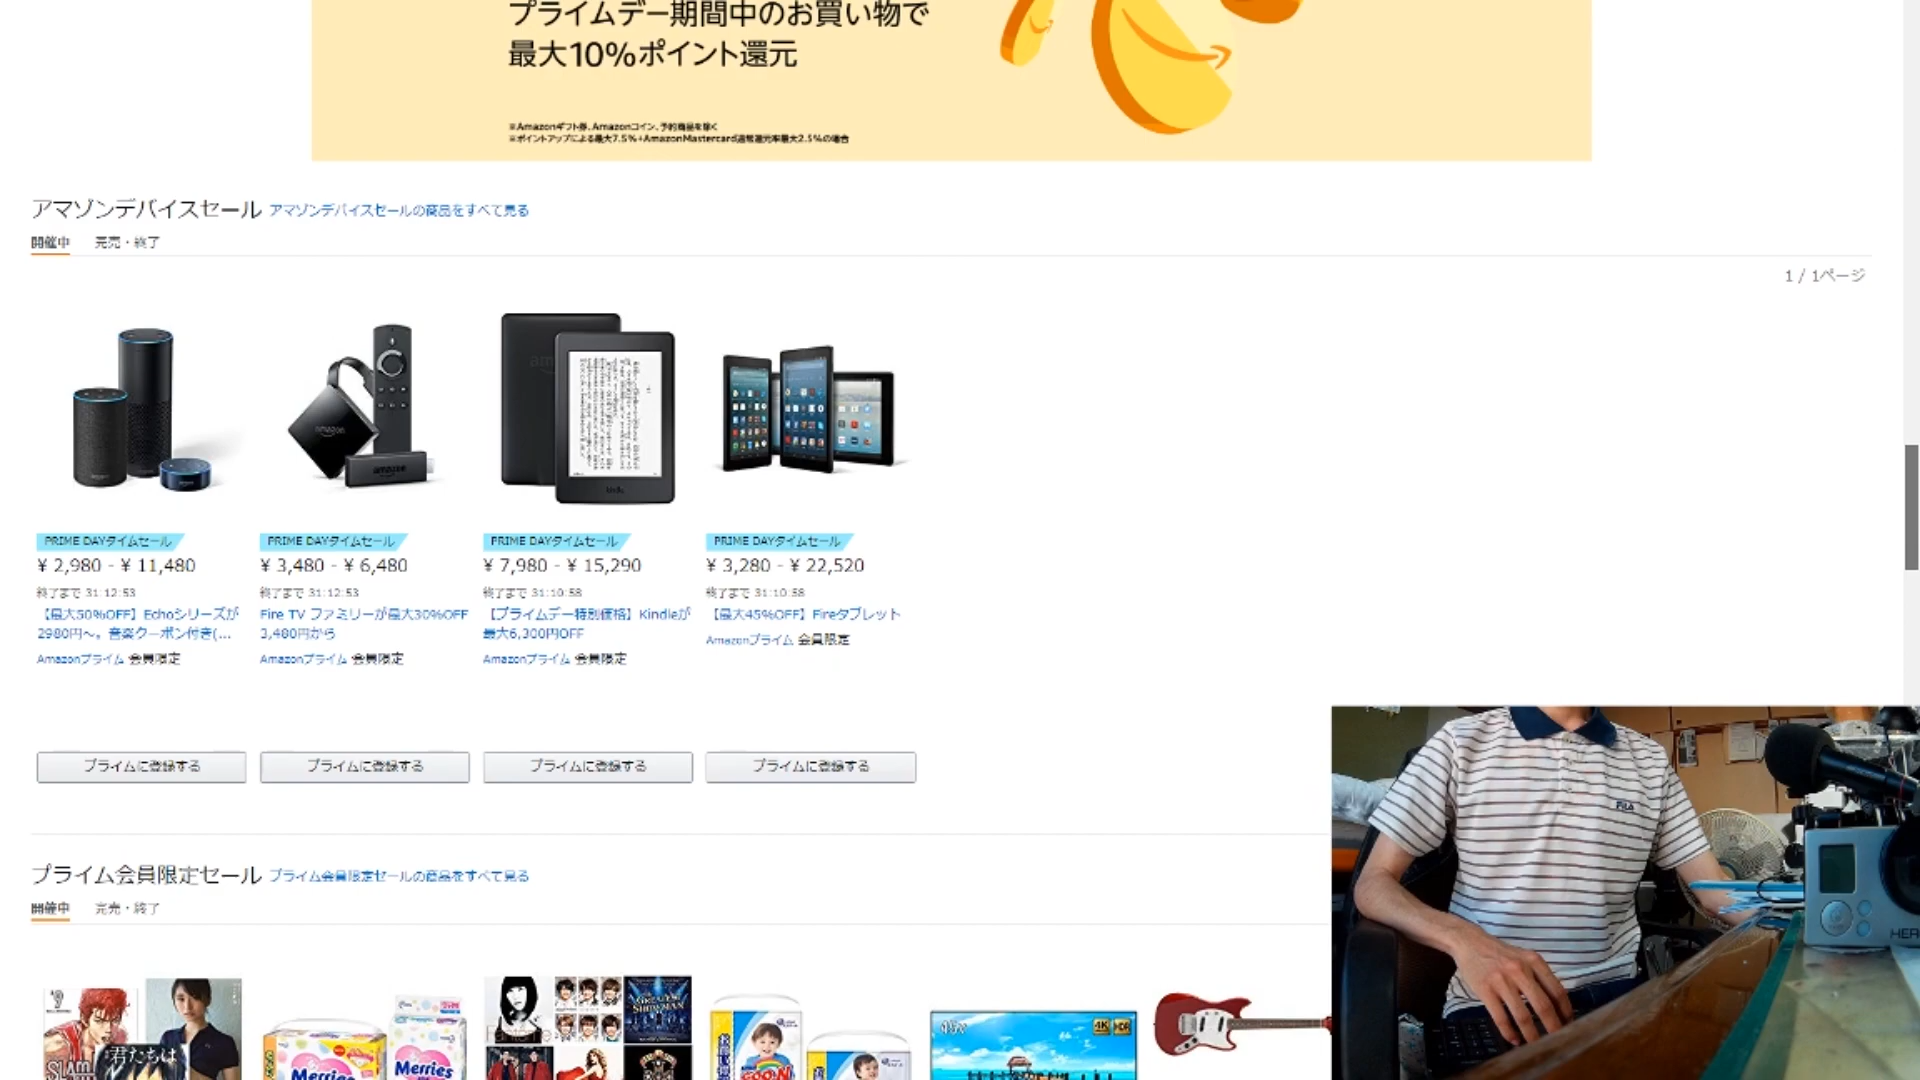 プライムデー期間中のお買い物で
最大10%ポイント還元
※Amazonギフト券、Amazonコイン、予約商品を除く
※ポイントアップによる最大7.5%+AmazonMastercard通常還元率最大2.5%の場合
アマゾンデバイスセール アマゾンデバイスセールの商品をすべて見る
開催中 完売・終了
1 / 1ページ
amazon
amazon
kindle
PRIME DAYタイムセール PRIME DAYタイムセール PRIME DAYタイムセール PRIME DAYタイムセール
¥ 2,980 - ¥ 11,480 ¥ 3,480 - ¥ 6,480 ¥ 7,980 - ¥ 15,290 ¥ 3,280 - ¥ 22,520
終了まで 31:12:53 終了まで 31:12:53 終了まで 31:10:58 終了まで 31:10:58
【最大50%OFF】Echoシリーズが Fire TV ファミリーが最大30%OFF 【プライムデー特別価格】Kindleが 【最大45%OFF】Fireタブレット
2980円～。音楽クーポン付き(... 3,480円から 最大6,300円OFF
Amazonプライム 会員限定 Amazonプライム 会員限定 Amazonプライム 会員限定 Amazonプライム 会員限定
プライムに登録する プライムに登録する プライムに登録する プライムに登録する
FILA
プライム会員限定セール プライム会員限定セールの商品をすべて見る
開催中 完売・終了
HER
4K HDR
君たちは
SLAM
Merries
Merries
GOO.N